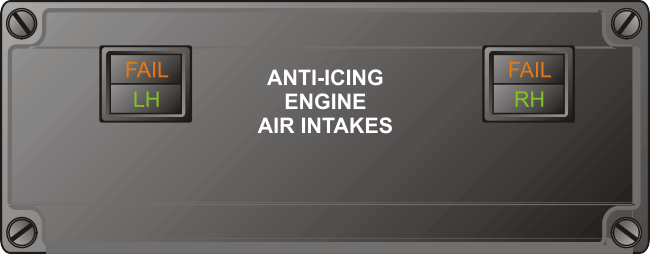 FAIL
LH
ANTI-ICING
ENGINE
AIR INTAKES
FAIL
RH